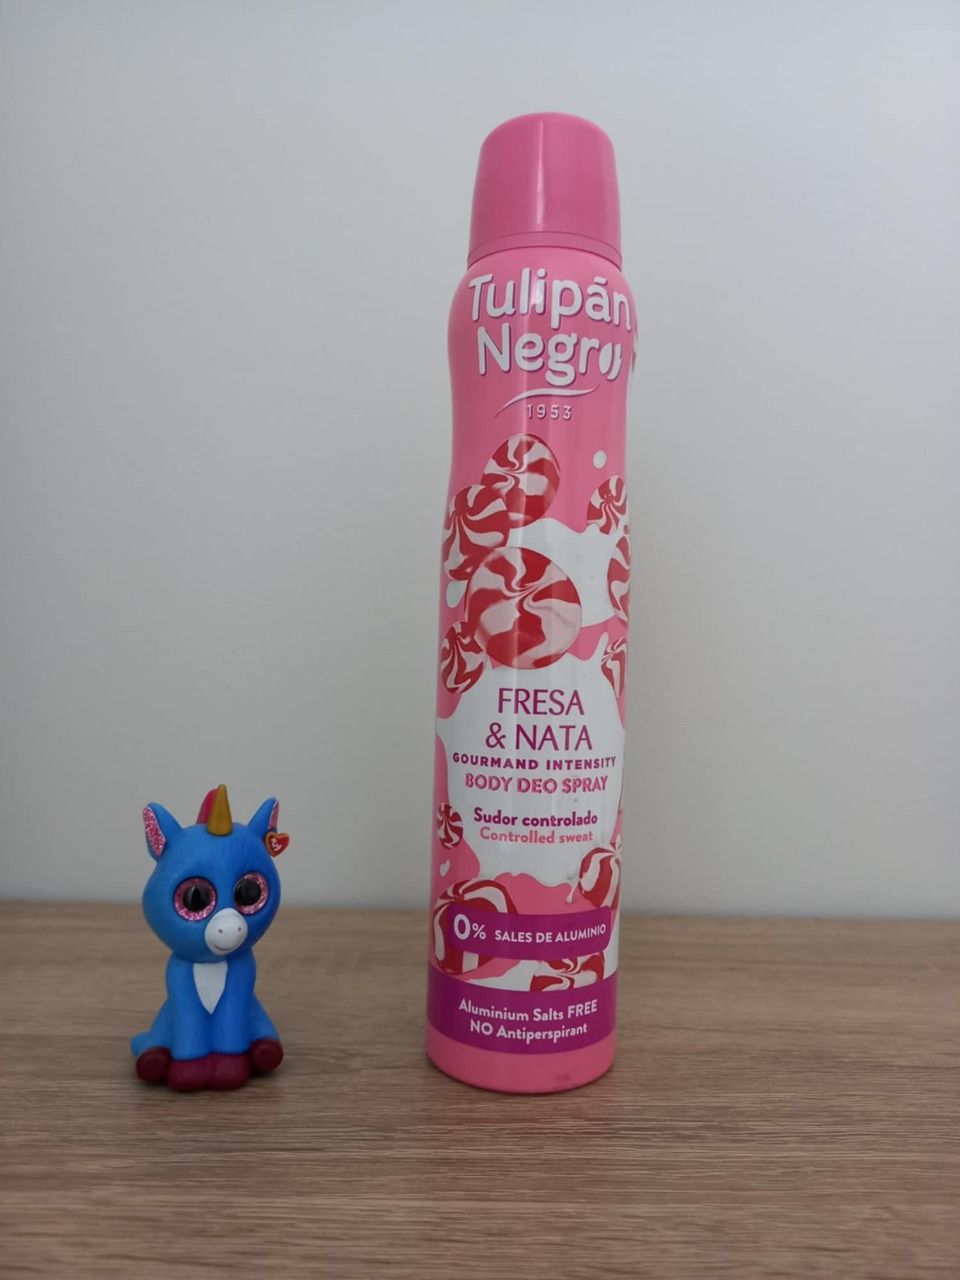 Tulipán
Negro
1953
FRESA
& NATA
GOURMAND INTENSITY
BODY DEO SPRAY
Sudor controlado
Controlled sweat
0% SALES DE ALUMINIO
Aluminium Salts FREE
NO Antiperspirant
ty